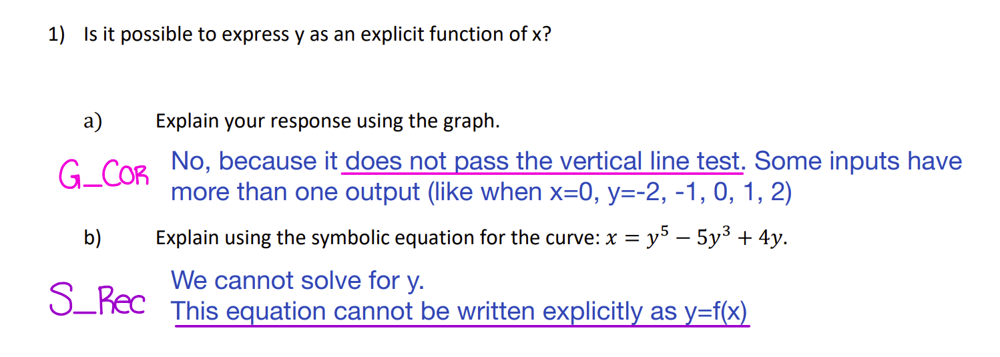 1) Is it possible to express y as an explicit function of x?
a) Explain your response using the graph.
G_COR No, because it does not pass the vertical line test. Some inputs have
more than one output (like when x=0, y=-2, -1, 0, 1, 2)
b) Explain using the symbolic equation for the curve: x = y⁵ − 5y³ + 4y.
We cannot solve for y.
S_Rec This equation cannot be written explicitly as y=f(x)